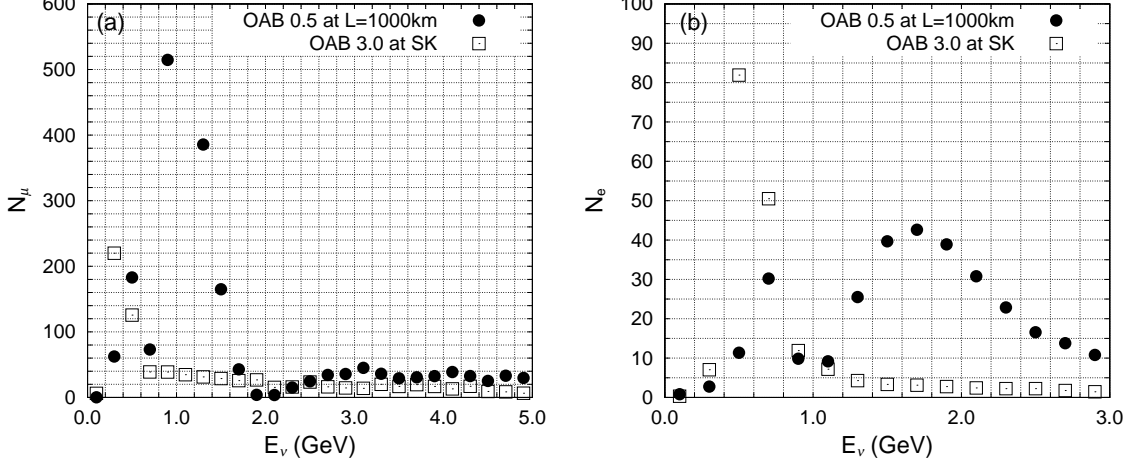 (a)
OAB 0.5 at L=1000km
OAB 3.0 at SK
600
500
400
300
200
100
0
0.0 1.0 2.0 3.0 4.0 5.0
N_μ
E_ν (GeV)
(b)
OAB 0.5 at L=1000km
OAB 3.0 at SK
100
90
80
70
60
50
40
30
20
10
0
0.0 1.0 2.0 3.0
N_e
E_ν (GeV)